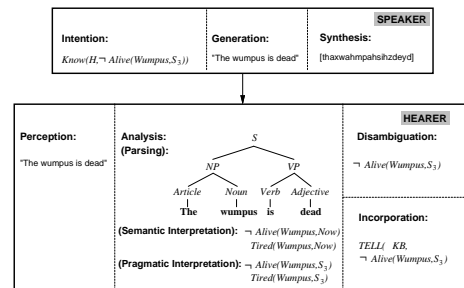 SPEAKER
Intention:
Know(H,¬ Alive(Wumpus,S3))
Generation:
"The wumpus is dead"
Synthesis:
[thaxwahmpahsihzdeyd]
HEARER
Perception:
"The wumpus is dead"
Analysis:
(Parsing):
S
NP VP
Article Noun Verb Adjective
The wumpus is dead
(Semantic Interpretation): ¬ Alive(Wumpus,Now)
Tired(Wumpus,Now)
(Pragmatic Interpretation): ¬ Alive(Wumpus,S3)
Tired(Wumpus,S3)
Disambiguation:
¬ Alive(Wumpus,S3)
Incorporation:
TELL( KB,
¬ Alive(Wumpus,S3)